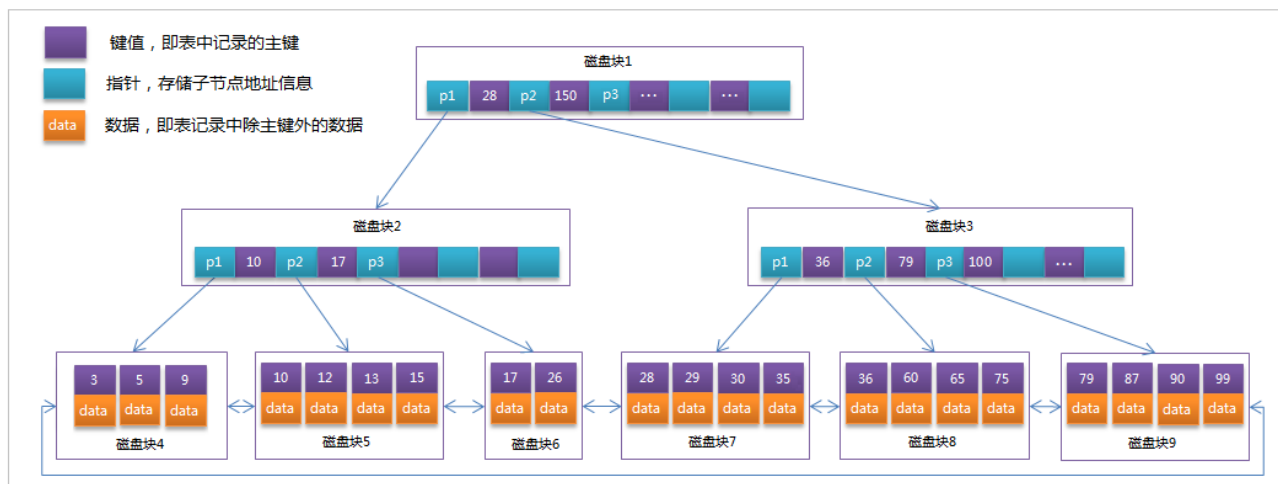 键值，即表中记录的主键
指针，存储子节点地址信息
data 数据，即表记录中除主键外的数据
磁盘块1
p1 28 p2 150 p3 ... ...
磁盘块2
p1 10 p2 17 p3
磁盘块3
p1 36 p2 79 p3 100 ...
3 5 9
data data data
磁盘块4
10 12 13 15
data data data data
磁盘块5
17 26
data data
磁盘块6
28 29 30 35
data data data data
磁盘块7
36 60 65 75
data data data data
磁盘块8
79 87 90 99
data data data data
磁盘块9